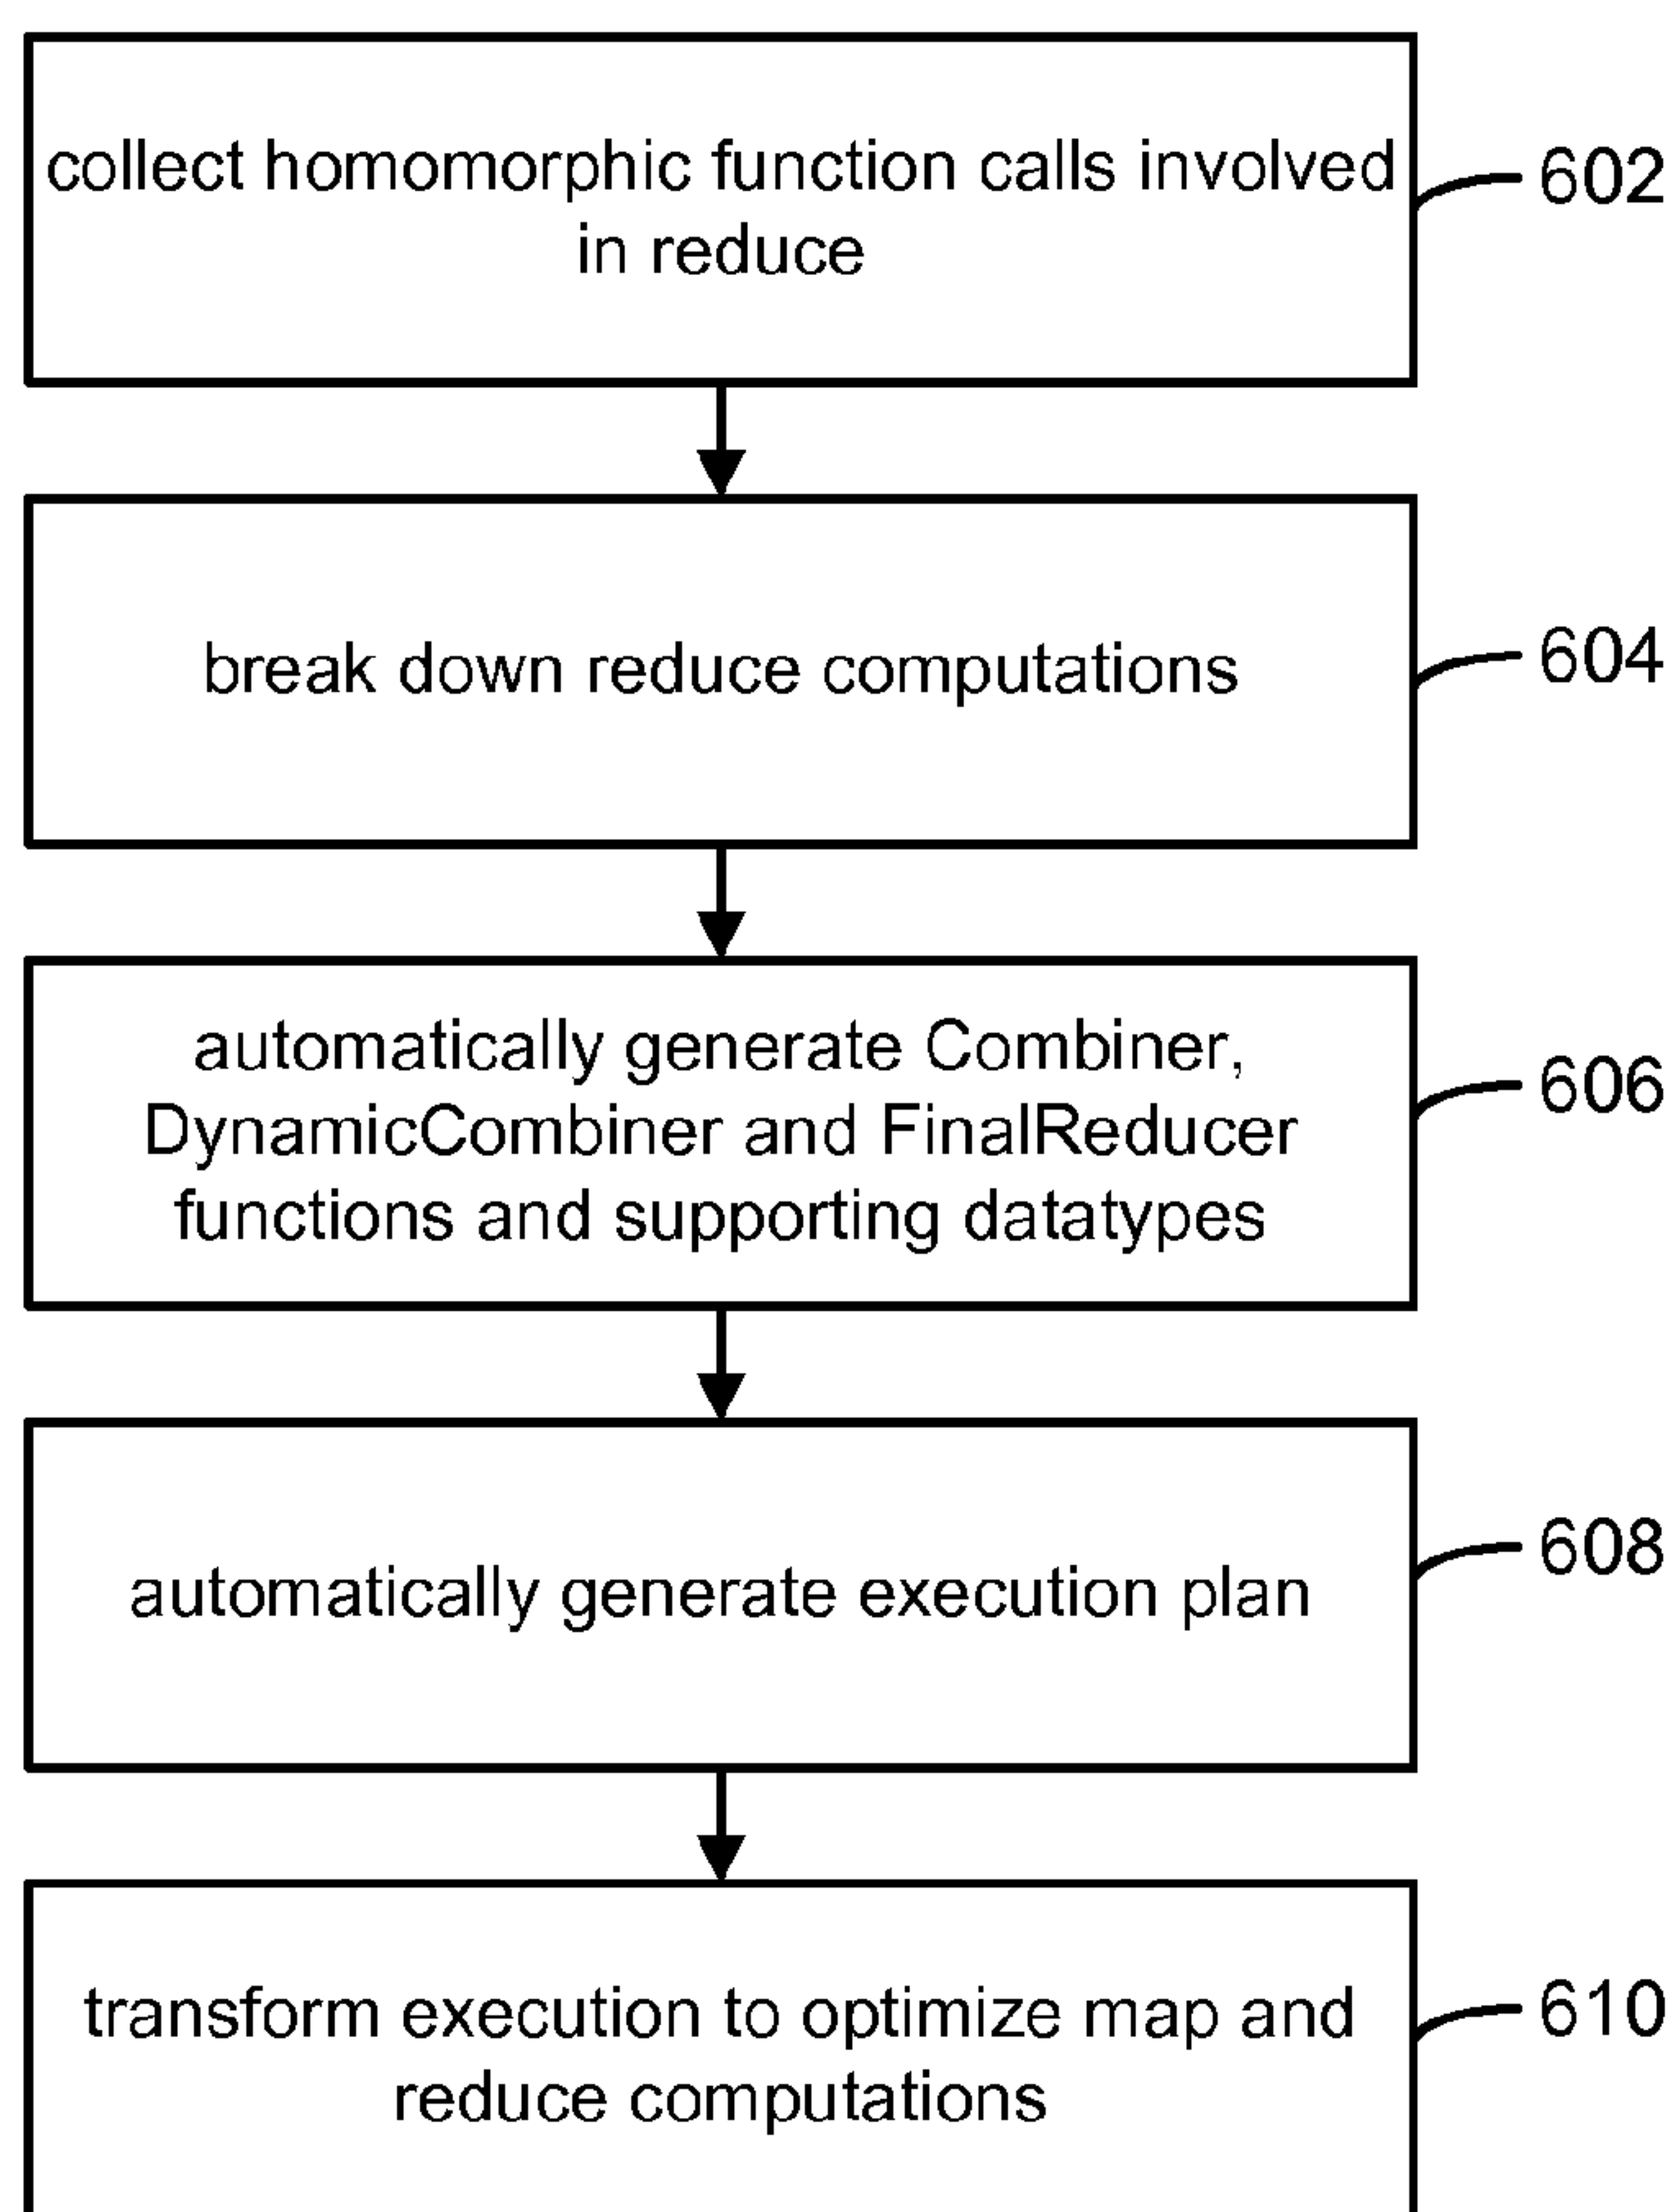 collect homomorphic function calls involved
in reduce
602
break down reduce computations
604
automatically generate Combiner,
DynamicCombiner and FinalReducer
functions and supporting datatypes
606
automatically generate execution plan
608
transform execution to optimize map and
reduce computations
610